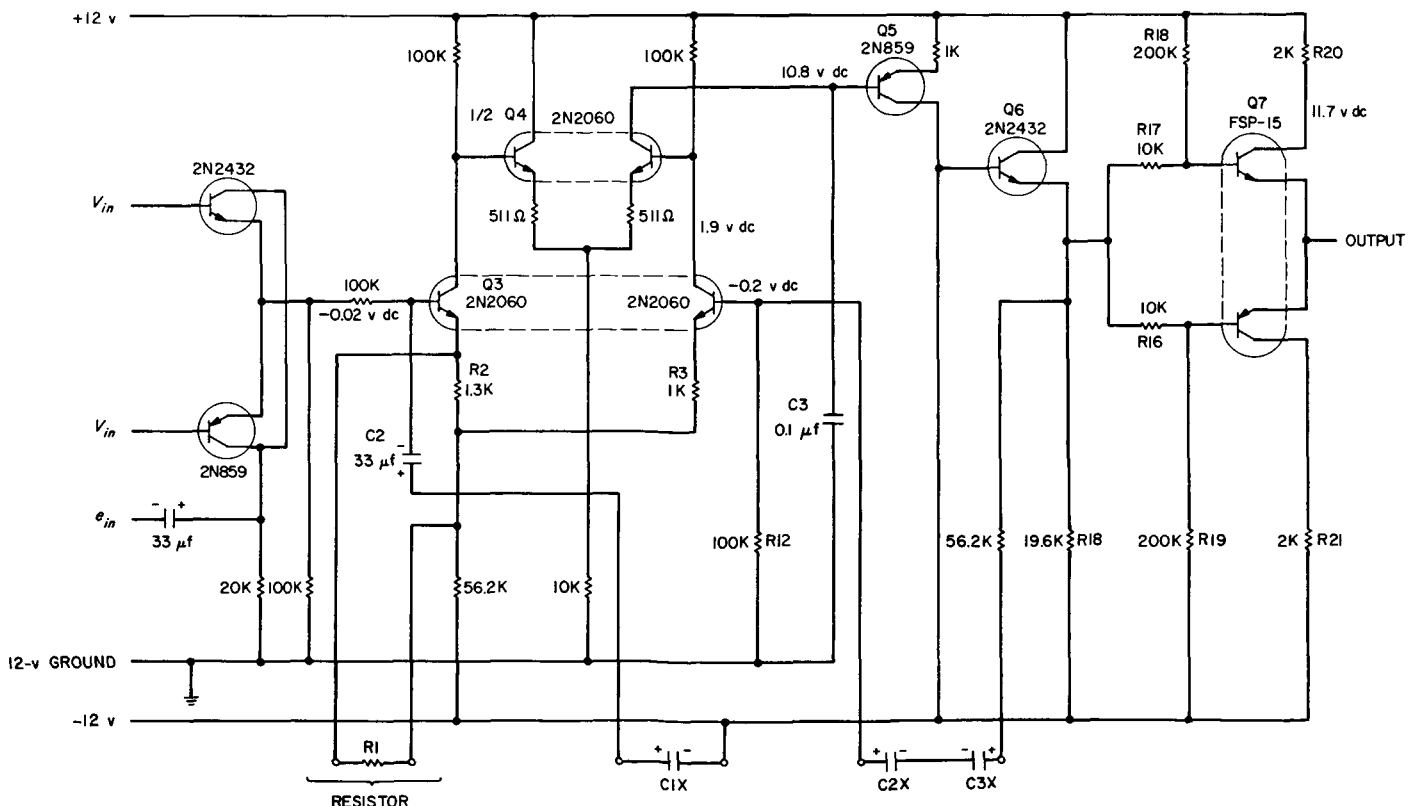 +12 v
100K
100K
Q5
2N859
1K
R18
200K
2K
R20
10.8 v dc
1/2 Q4
2N2060
Q6
2N2432
Q7
FSP-15
11.7 v dc
R17
10K
2N2432
Vin
511Ω
511Ω
1.9 v dc
OUTPUT
100K
-0.02 v dc
Q3
2N2060
2N2060
-0.2 v dc
10K
R16
R2
1.3K
R3
1K
C3
0.1 μf
Vin
2N859
C2
33 μf
-
+
ein
- +
33 μf
20K
100K
56.2K
10K
100K
R12
56.2K
19.6K
R18
200K
R19
2K
R21
12-v GROUND
-12 v
R1
+ -
C1X
+ -
C2X
- +
C3X
RESISTOR